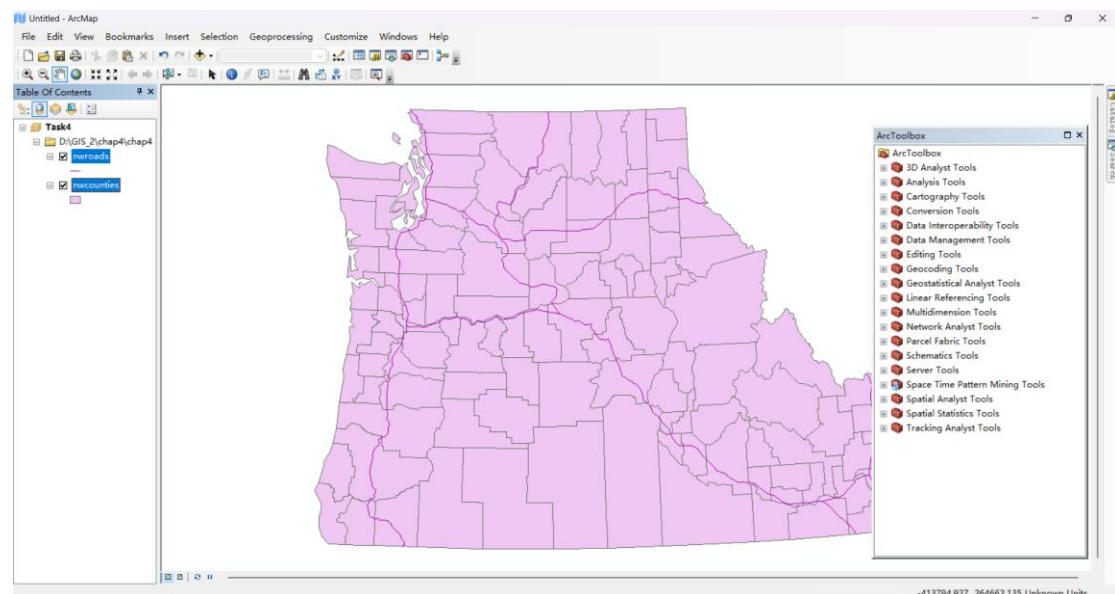 Untitled - ArcMap
File Edit View Bookmarks Insert Selection Geoprocessing Customize Windows Help
Table Of Contents
Task4
D:\GIS_2\chap4\chap4
nwroads
nwcounties
ArcToolbox
ArcToolbox
3D Analyst Tools
Analysis Tools
Cartography Tools
Conversion Tools
Data Interoperability Tools
Data Management Tools
Editing Tools
Geocoding Tools
Geostatistical Analyst Tools
Linear Referencing Tools
Multidimension Tools
Network Analyst Tools
Parcel Fabric Tools
Schematics Tools
Server Tools
Space Time Pattern Mining Tools
Spatial Analyst Tools
Spatial Statistics Tools
Tracking Analyst Tools
Catalog
Search
-413794.927 264662.135 Unknown Units